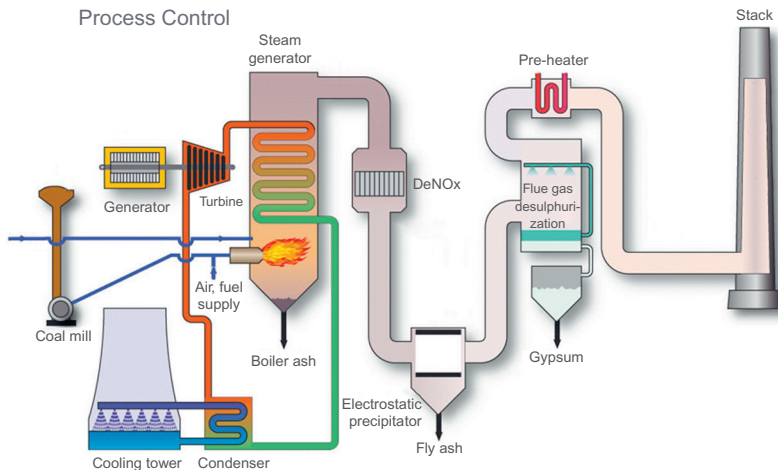 Process Control
Stack
Steam
generator
Pre-heater
DeNOx
Flue gas
desulphuri-
zation
Generator
Turbine
Air, fuel
supply
Coal mill
Boiler ash
Gypsum
Electrostatic
precipitator
Fly ash
Cooling tower
Condenser